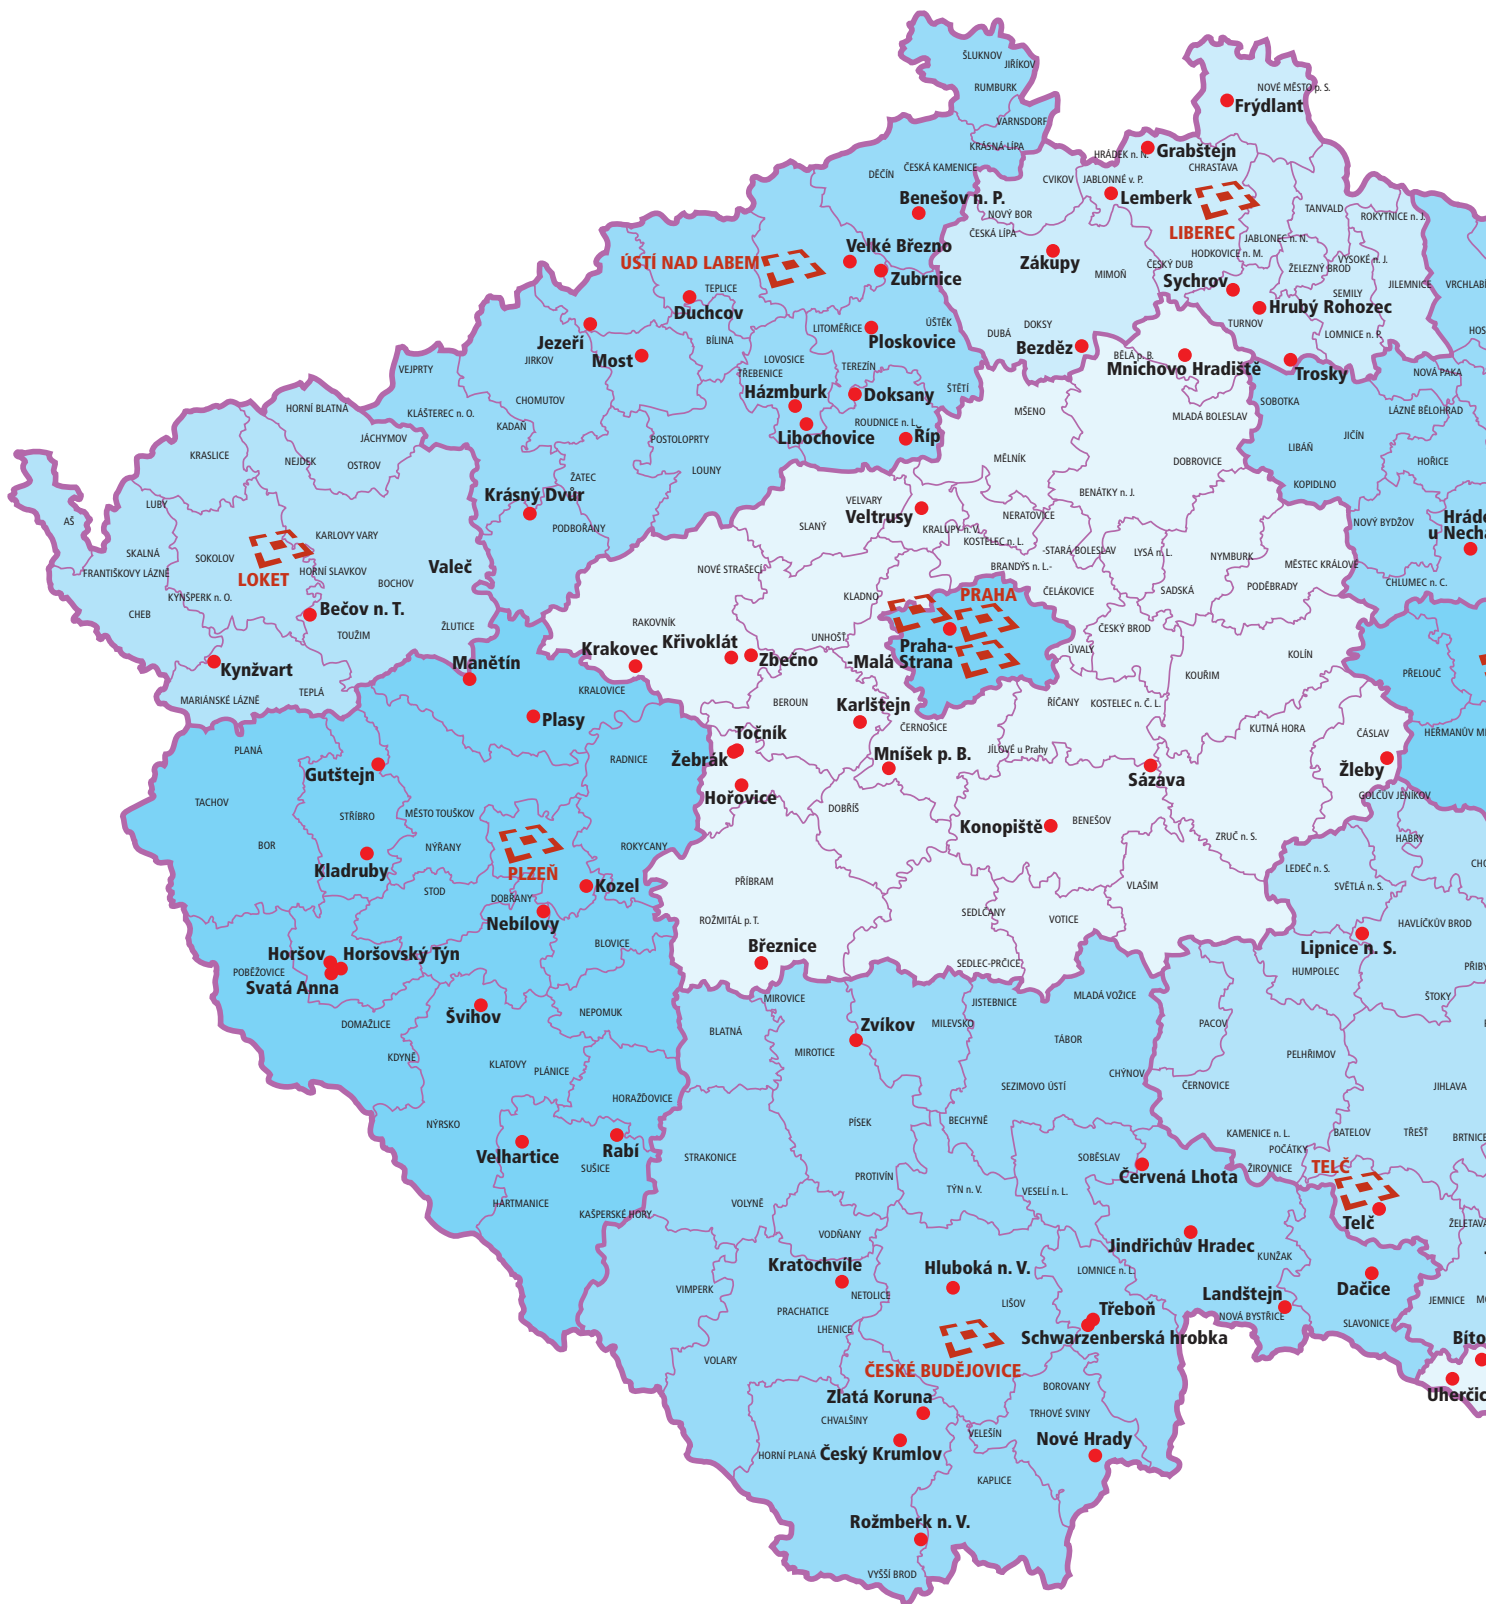 ŠLUKNOV
JIŘÍKOV
RUMBURK
VARNSDORF
KRÁSNÁ LÍPA
NOVÉ MĚSTO p. S.
Frýdlant
HRÁDEK n. N.
Grabštejn
CHRASTAVA
DĚČÍN
ČESKÁ KAMENICE
CVIKOV
JABLONNÉ v. P.
Lemberk
Benešov n. P.
NOVÝ BOR
TANVALD
ROKYTNICE n. J.
ČESKÁ LÍPA
LIBEREC
JABLONEC n. N.
Velké Březno
ÚSTÍ NAD LABEM
Zákupy
HODKOVICE n. M.
VYSOKÉ n. J.
ČESKÝ DUB
ŽELEZNÝ BROD
MIMOŇ
Zubrnice
Sychrov
TEPLICE
SEMILY
JILEMNICE
VRCHLABÍ
Duchcov
Hrubý Rohozec
LITOMĚŘICE
ÚŠTĚK
DOKSY
TURNOV
HOS
Jezeří
BÍLINA
Ploskovice
DUBÁ
Bezděz
LOMNICE n. P.
JIRKOV
Most
LOVOSICE
BĚLÁ p. B.
Mnichovo Hradiště
Trosky
VEJPRTY
TŘEBENICE
TEREZÍN
NOVÁ PAKA
Házmburk
Doksany
ŠTĚTÍ
CHOMUTOV
SOBOTKA
HORNÍ BLATNÁ
KLÁŠTEREC n. O.
MŠENO
MLADÁ BOLESLAV
LÁZNĚ BĚLOHRAD
KADAŇ
ROUDNICE n. L.
JÁCHYMOV
POSTOLOPRTY
Libochovice
Říp
JIČÍN
KRASLICE
LIBÁŇ
NEJDEK
OSTROV
MĚLNÍK
DOBROVICE
HOŘICE
LOUNY
ŽATEC
KOPIDLNO
Krásný Dvůr
BENÁTKY n. J.
LUBY
VELVARY
Veltrusy
NERATOVICE
AŠ
SLANÝ
KRALUPY n. V.
NOVÝ BYDŽOV
Hráde
u Necha
KARLOVY VARY
PODBOŘANY
KOSTELEC n. L.
SKALNÁ
SOKOLOV
-STARÁ BOLESLAV
LYSÁ n. L.
NYMBURK
FRANTIŠKOVY LÁZNĚ
LOKET
HORNÍ SLAVKOV
Valeč
NOVÉ STRAŠECÍ
BRANDÝS n. L.-
MĚSTEC KRÁLOVÉ
BOCHOV
CHLUMEC n. C.
KYNŠPERK n. O.
KLADNO
PRAHA
ČELÁKOVICE
SADSKÁ
PODĚBRADY
CHEB
Bečov n. T.
ŽLUTICE
RAKOVNÍK
TOUŽIM
UNHOŠŤ
Praha-
ČESKÝ BROD
Křivoklát
Krakovec
Zbečno
-Malá
Strana
ÚVALY
KOLÍN
Kynžvart
Manětín
KOUŘIM
PŘELOUČ
TEPLÁ
KRALOVICE
MARIÁNSKÉ LÁZNĚ
BEROUN
Karlštejn
ŘÍČANY
KOSTELEC n. Č. L.
Plasy
ČERNOŠICE
KUTNÁ HORA
ČÁSLAV
Točník
PLANÁ
JÍLOVÉ u Prahy
Žebrák
Mníšek p. B.
RADNICE
Gutštejn
Sázava
Žleby
Hořovice
TACHOV
GOLČŮV JENÍKOV
STŘÍBRO
MĚSTO TOUŠKOV
DOBŘÍŠ
Konopiště
BENEŠOV
ZRUČ n. S.
HABRY
BOR
NÝŘANY
ROKYCANY
Kladruby
PLZEŇ
LEDEČ n. S.
STOD
Kozel
PŘÍBRAM
VLAŠIM
SVĚTLÁ n. S.
DOBŘANY
Nebílovy
ROŽMITÁL p. T.
SEDLČANY
VOTICE
HAVLÍČKŮV BROD
Horšov
Horšovský Týn
BLOVICE
Březnice
Lipnice n. S.
POBĚŽOVICE
Svatá Anna
SEDLEC-PRČICE
HUMPOLEC
PŘIBY
MIROVICE
JISTEBNICE
MLADÁ VOŽICE
ŠTOKY
Švihov
NEPOMUK
DOMAŽLICE
BLATNÁ
Zvíkov
MILEVSKO
PACOV
TÁBOR
MIROTICE
KDYNĚ
PELHŘIMOV
KLATOVY
PLÁNICE
CHÝNOV
SEZIMOVO ÚSTÍ
ČERNOVICE
JIHLAVA
HORAŽĎOVICE
NÝRSKO
PÍSEK
BECHYNĚ
KAMENICE n. L.
BATELOV
TŘEŠŤ
BRTNICE
Rabí
Velhartice
STRAKONICE
SOBĚSLAV
POČÁTKY
SUŠICE
PROTIVÍN
Červená Lhota
ŽIROVNICE
TELČ
TÝN n. V.
VESELÍ n. L.
HARTMANICE
VOLYNĚ
KAŠPERSKÉ HORY
Telč
ŽELETAVA
VODŇANY
Jindřichův Hradec
KUNŽAK
Kratochvíle
Hluboká n. V.
LOMNICE n. L.
VIMPERK
NETOLICE
Landštejn
Dačice
LIŠOV
JEMNICE
PRACHATICE
Třeboň
NOVÁ BYSTŘICE
SLAVONICE
LHENICE
Schwarzenberská hrobka
Bíto
VOLARY
ČESKÉ BUDĚJOVICE
BOROVANY
Uherčic
Zlatá Koruna
TRHOVÉ SVINY
CHVALŠINY
VELEŠÍN
Nové Hrady
HORNÍ PLANÁ
Český Krumlov
KAPLICE
Rožmberk n. V.
VYŠŠÍ BROD